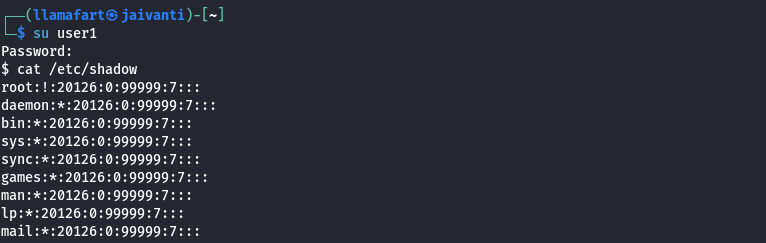 ┌──(llamafart㉿jaivanti)-[~]
└─$ su user1
Password:
$ cat /etc/shadow
root:!:20126:0:99999:7:::
daemon:*:20126:0:99999:7:::
bin:*:20126:0:99999:7:::
sys:*:20126:0:99999:7:::
sync:*:20126:0:99999:7:::
games:*:20126:0:99999:7:::
man:*:20126:0:99999:7:::
lp:*:20126:0:99999:7:::
mail:*:20126:0:99999:7:::